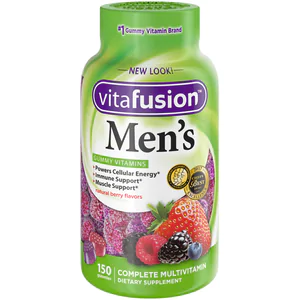 #1 Gummy Vitamin Brand
NEW LOOK!
vitafusion™
Men's
GUMMY VITAMINS
• Powers Cellular Energy*
• Immune Support*
• Muscle Support*
natural berry flavors
150
COMPLETE MULTIVITAMIN
DIETARY SUPPLEMENT